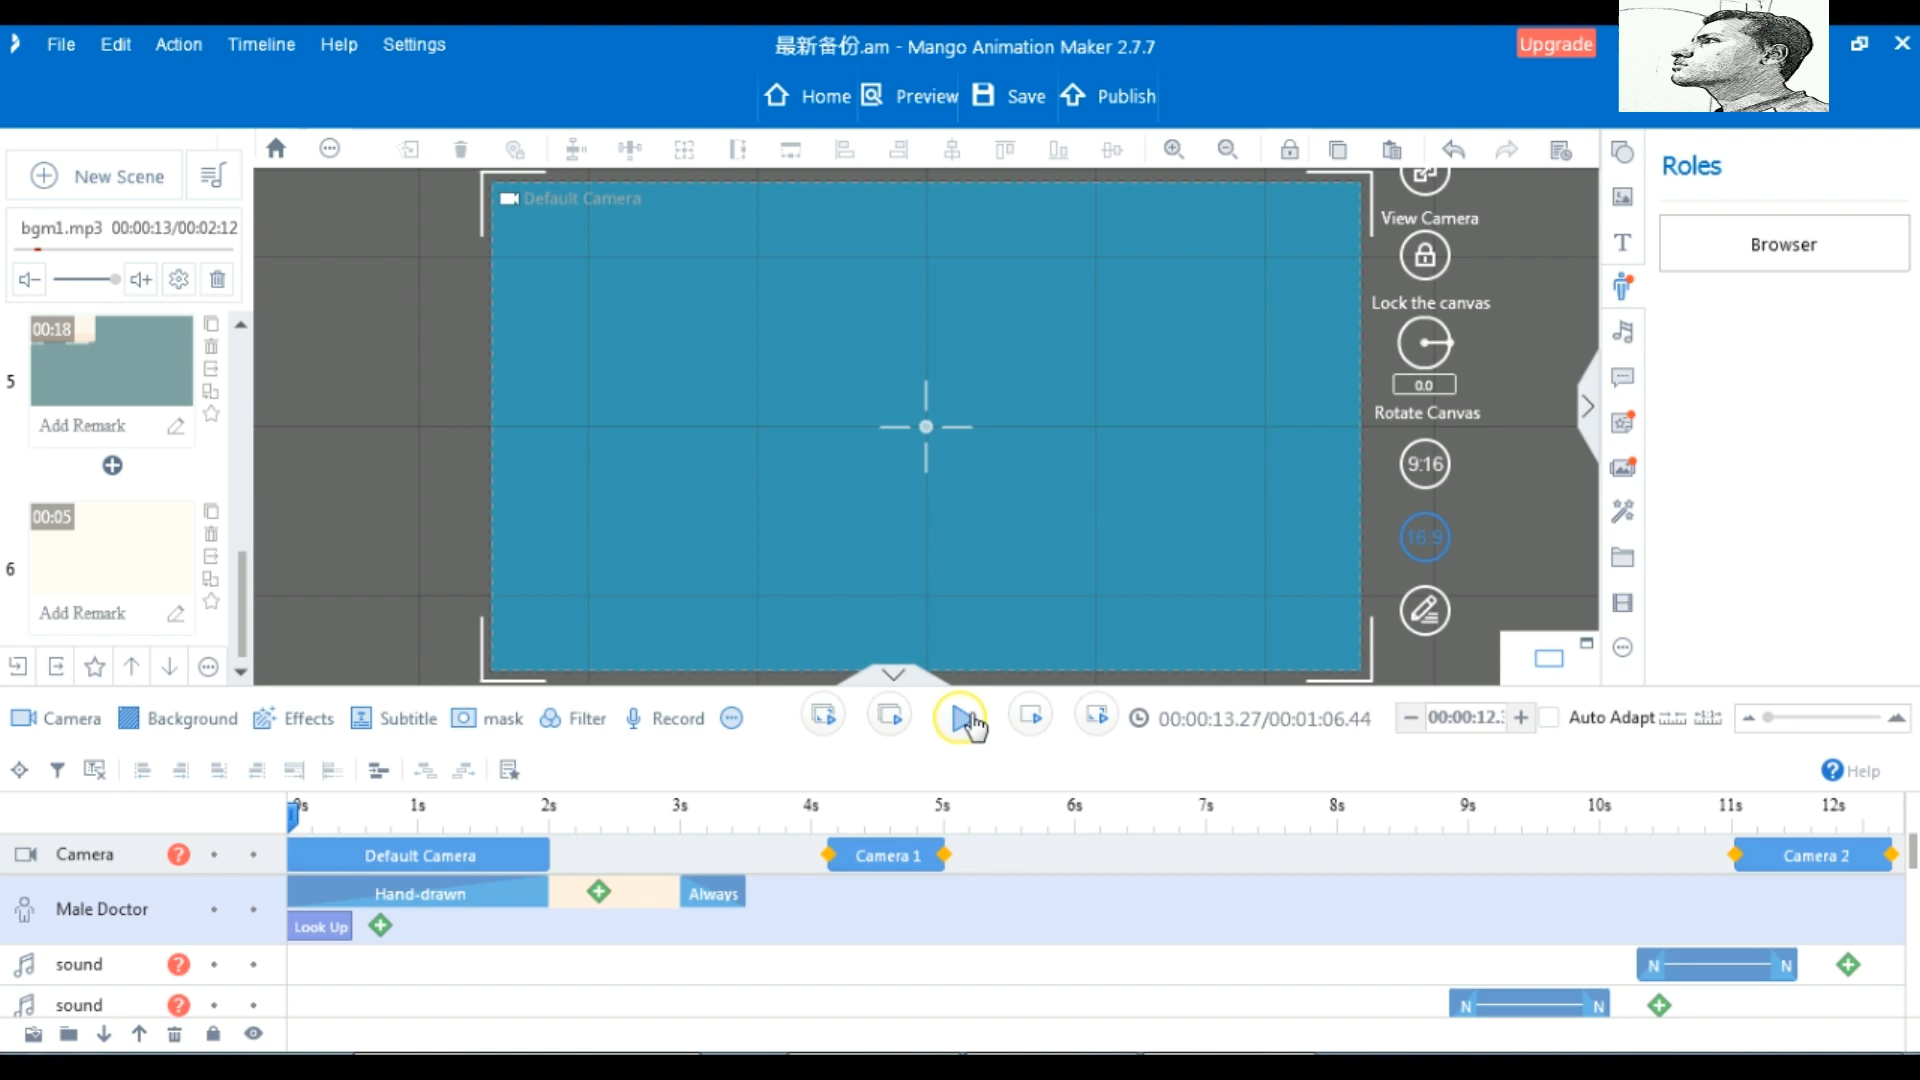 File Edit Action Timeline Help Settings
最新备份.am - Mango Animation Maker 2.7.7
Upgrade
Home Preview Save Publish
New Scene
bgm1.mp3 00:00:13/00:02:12
00:18
5
Add Remark
00:05
6
Add Remark
Default Camera
View Camera
Lock the canvas
0.0
Rotate Canvas
9:16
16:9
T
Roles
Browser
Camera Background Effects Subtitle mask Filter Record
00:00:13.27/00:01:06.44
00:00:12.
Auto Adapt
Help
0s 1s 2s 3s 4s 5s 6s 7s 8s 9s 10s 11s 12s
Camera ? Default Camera Camera 1 Camera 2
Male Doctor Hand-drawn Always
Look Up
sound ? N N
sound ? N N